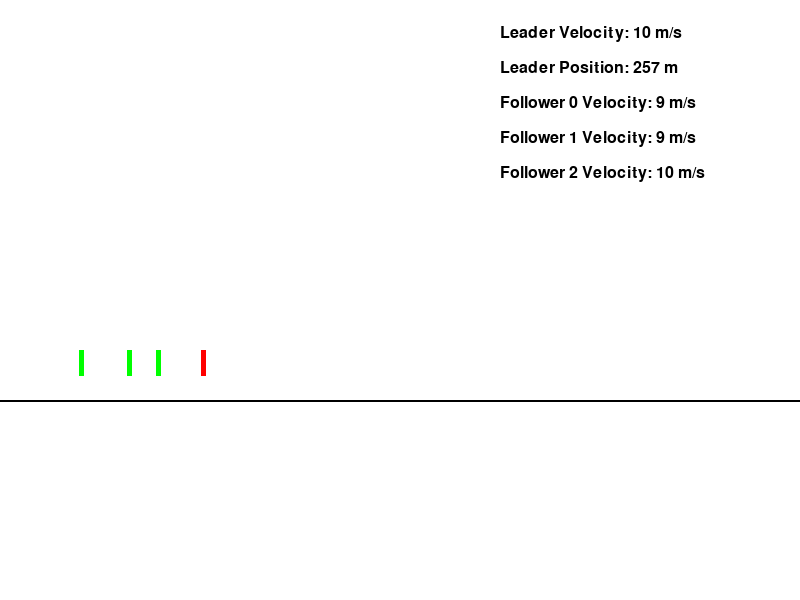 Leader Velocity: 10 m/s
Leader Position: 257 m
Follower 0 Velocity: 9 m/s
Follower 1 Velocity: 9 m/s
Follower 2 Velocity: 10 m/s